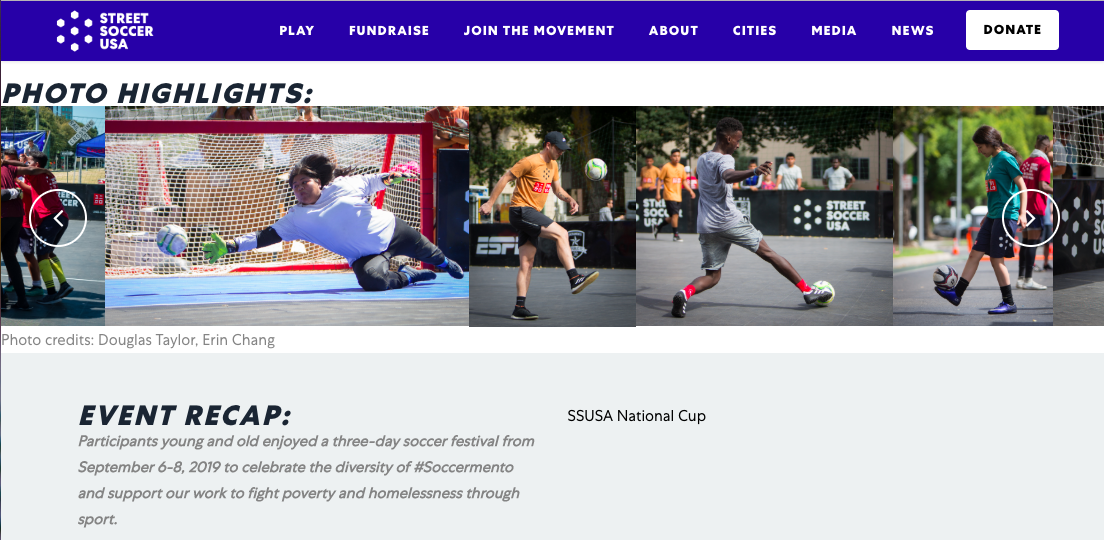 STREET
SOCCER
USA
PLAY
FUNDRAISE
JOIN THE MOVEMENT
ABOUT
CITIES
MEDIA
NEWS
DONATE
PHOTO HIGHLIGHTS:
ESPN
STREET
SOCCER
USA
Photo credits: Douglas Taylor, Erin Chang
EVENT RECAP:
Participants young and old enjoyed a three-day soccer festival from
September 6-8, 2019 to celebrate the diversity of #Soccermento
and support our work to fight poverty and homelessness through
sport.
SSUSA National Cup